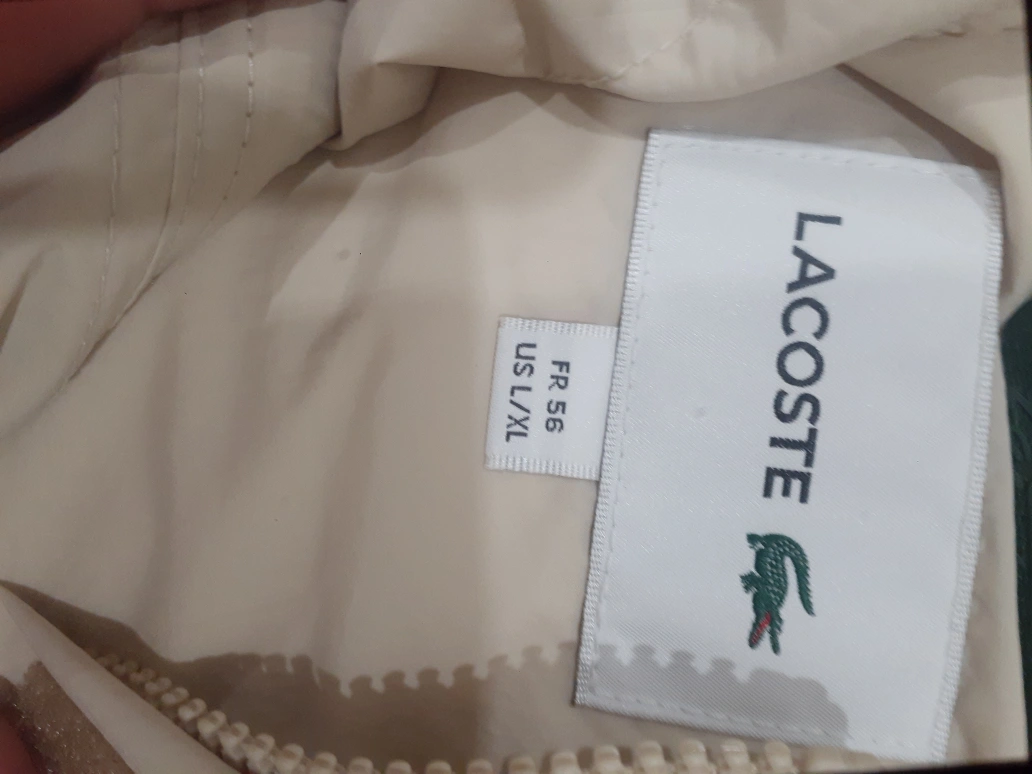 LACOSTE
FR 56
US L/XL